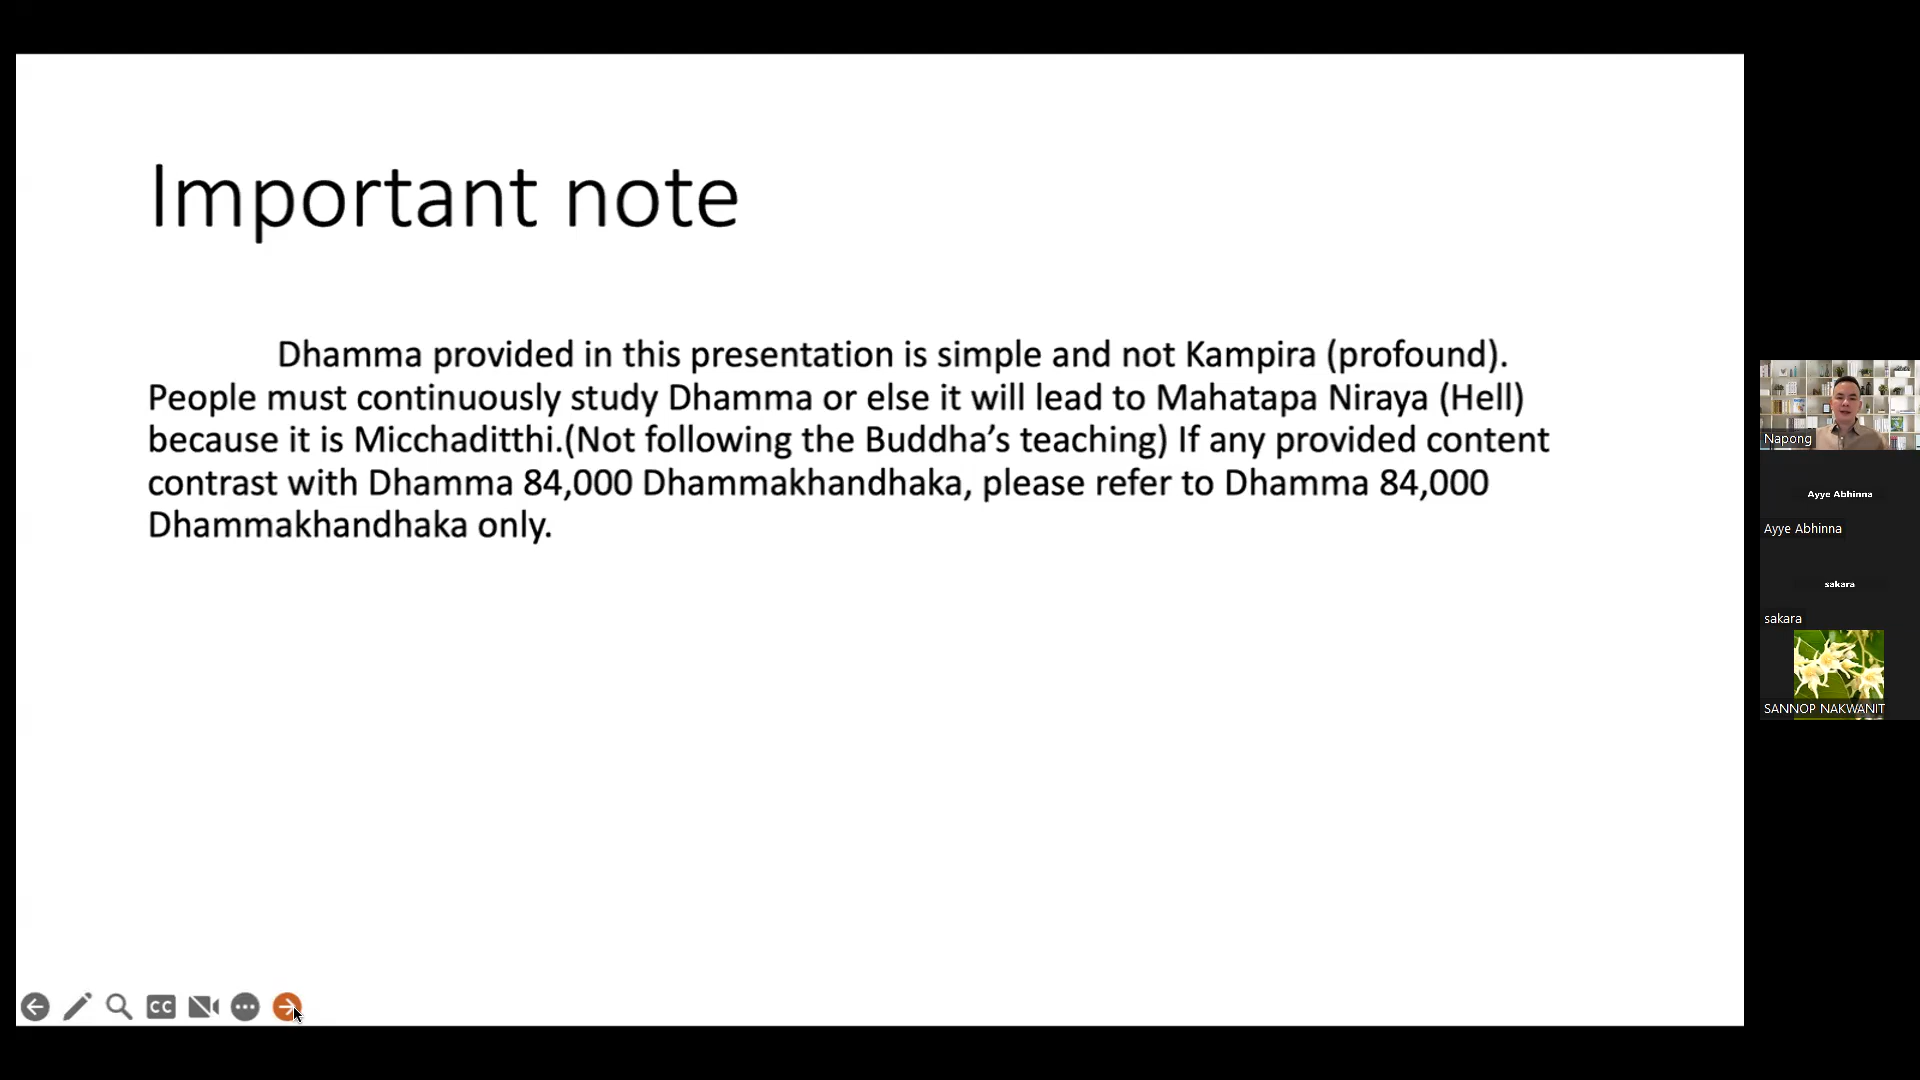 Important note
Dhamma provided in this presentation is simple and not Kampira (profound).
People must continuously study Dhamma or else it will lead to Mahatapa Niraya (Hell)
because it is Micchaditthi.(Not following the Buddha’s teaching) If any provided content
contrast with Dhamma 84,000 Dhammakhandhaka, please refer to Dhamma 84,000
Dhammakhandhaka only.
CC
Napong
Ayye Abhinna
Ayye Abhinna
sakara
sakara
SANNOP NAKWANIT